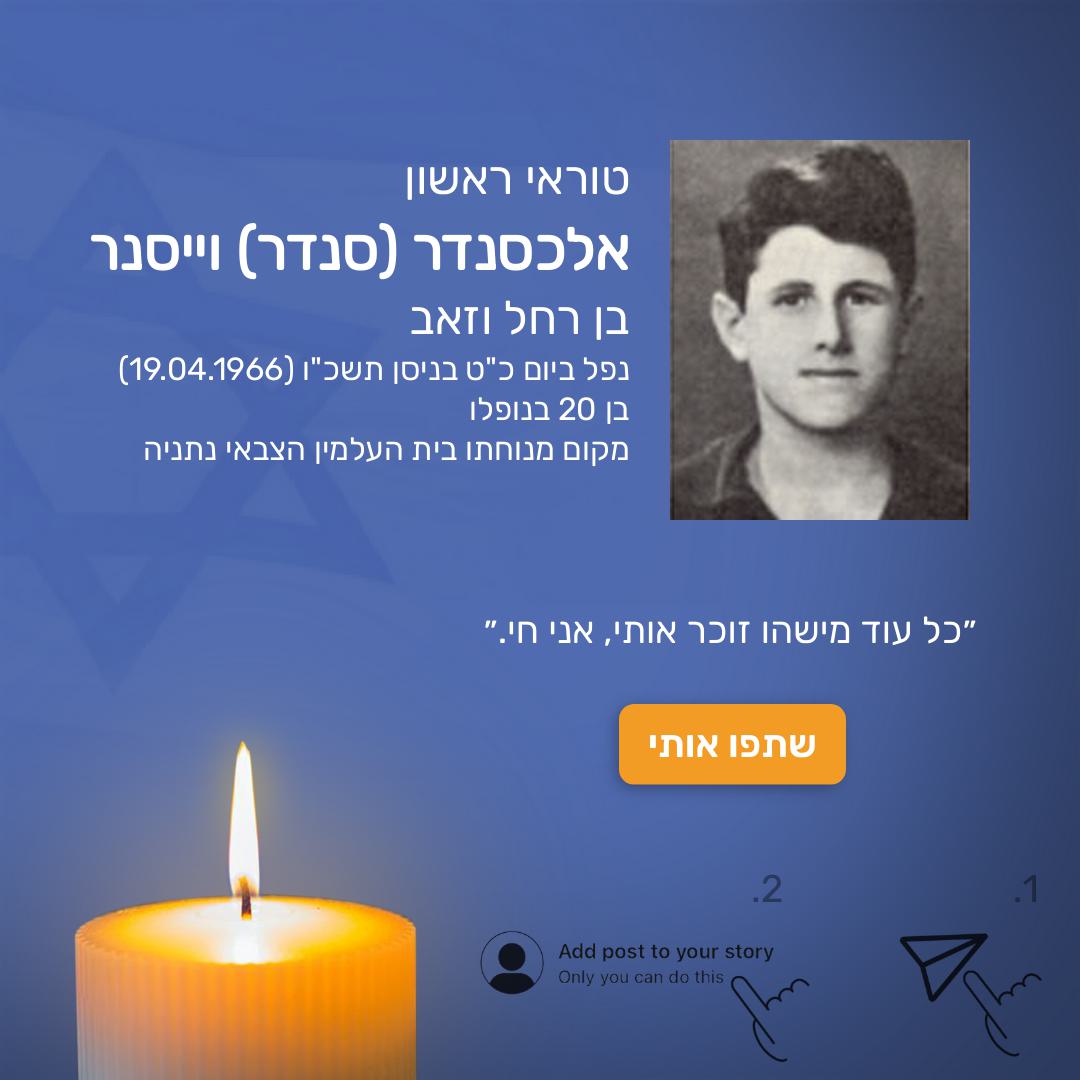 טוראי ראשון
אלכסנדר (סנדר) וייסנר
בן רחל וזאב
נפל ביום כ"ט בניסן תשכ"ו (19.04.1966)
בן 20 בנופלו
מקום מנוחתו בית העלמין הצבאי נתניה
״כל עוד מישהו זוכר אותי, אני חי.״
שתפו אותי
1.
2.
Add post to your story
Only you can do this